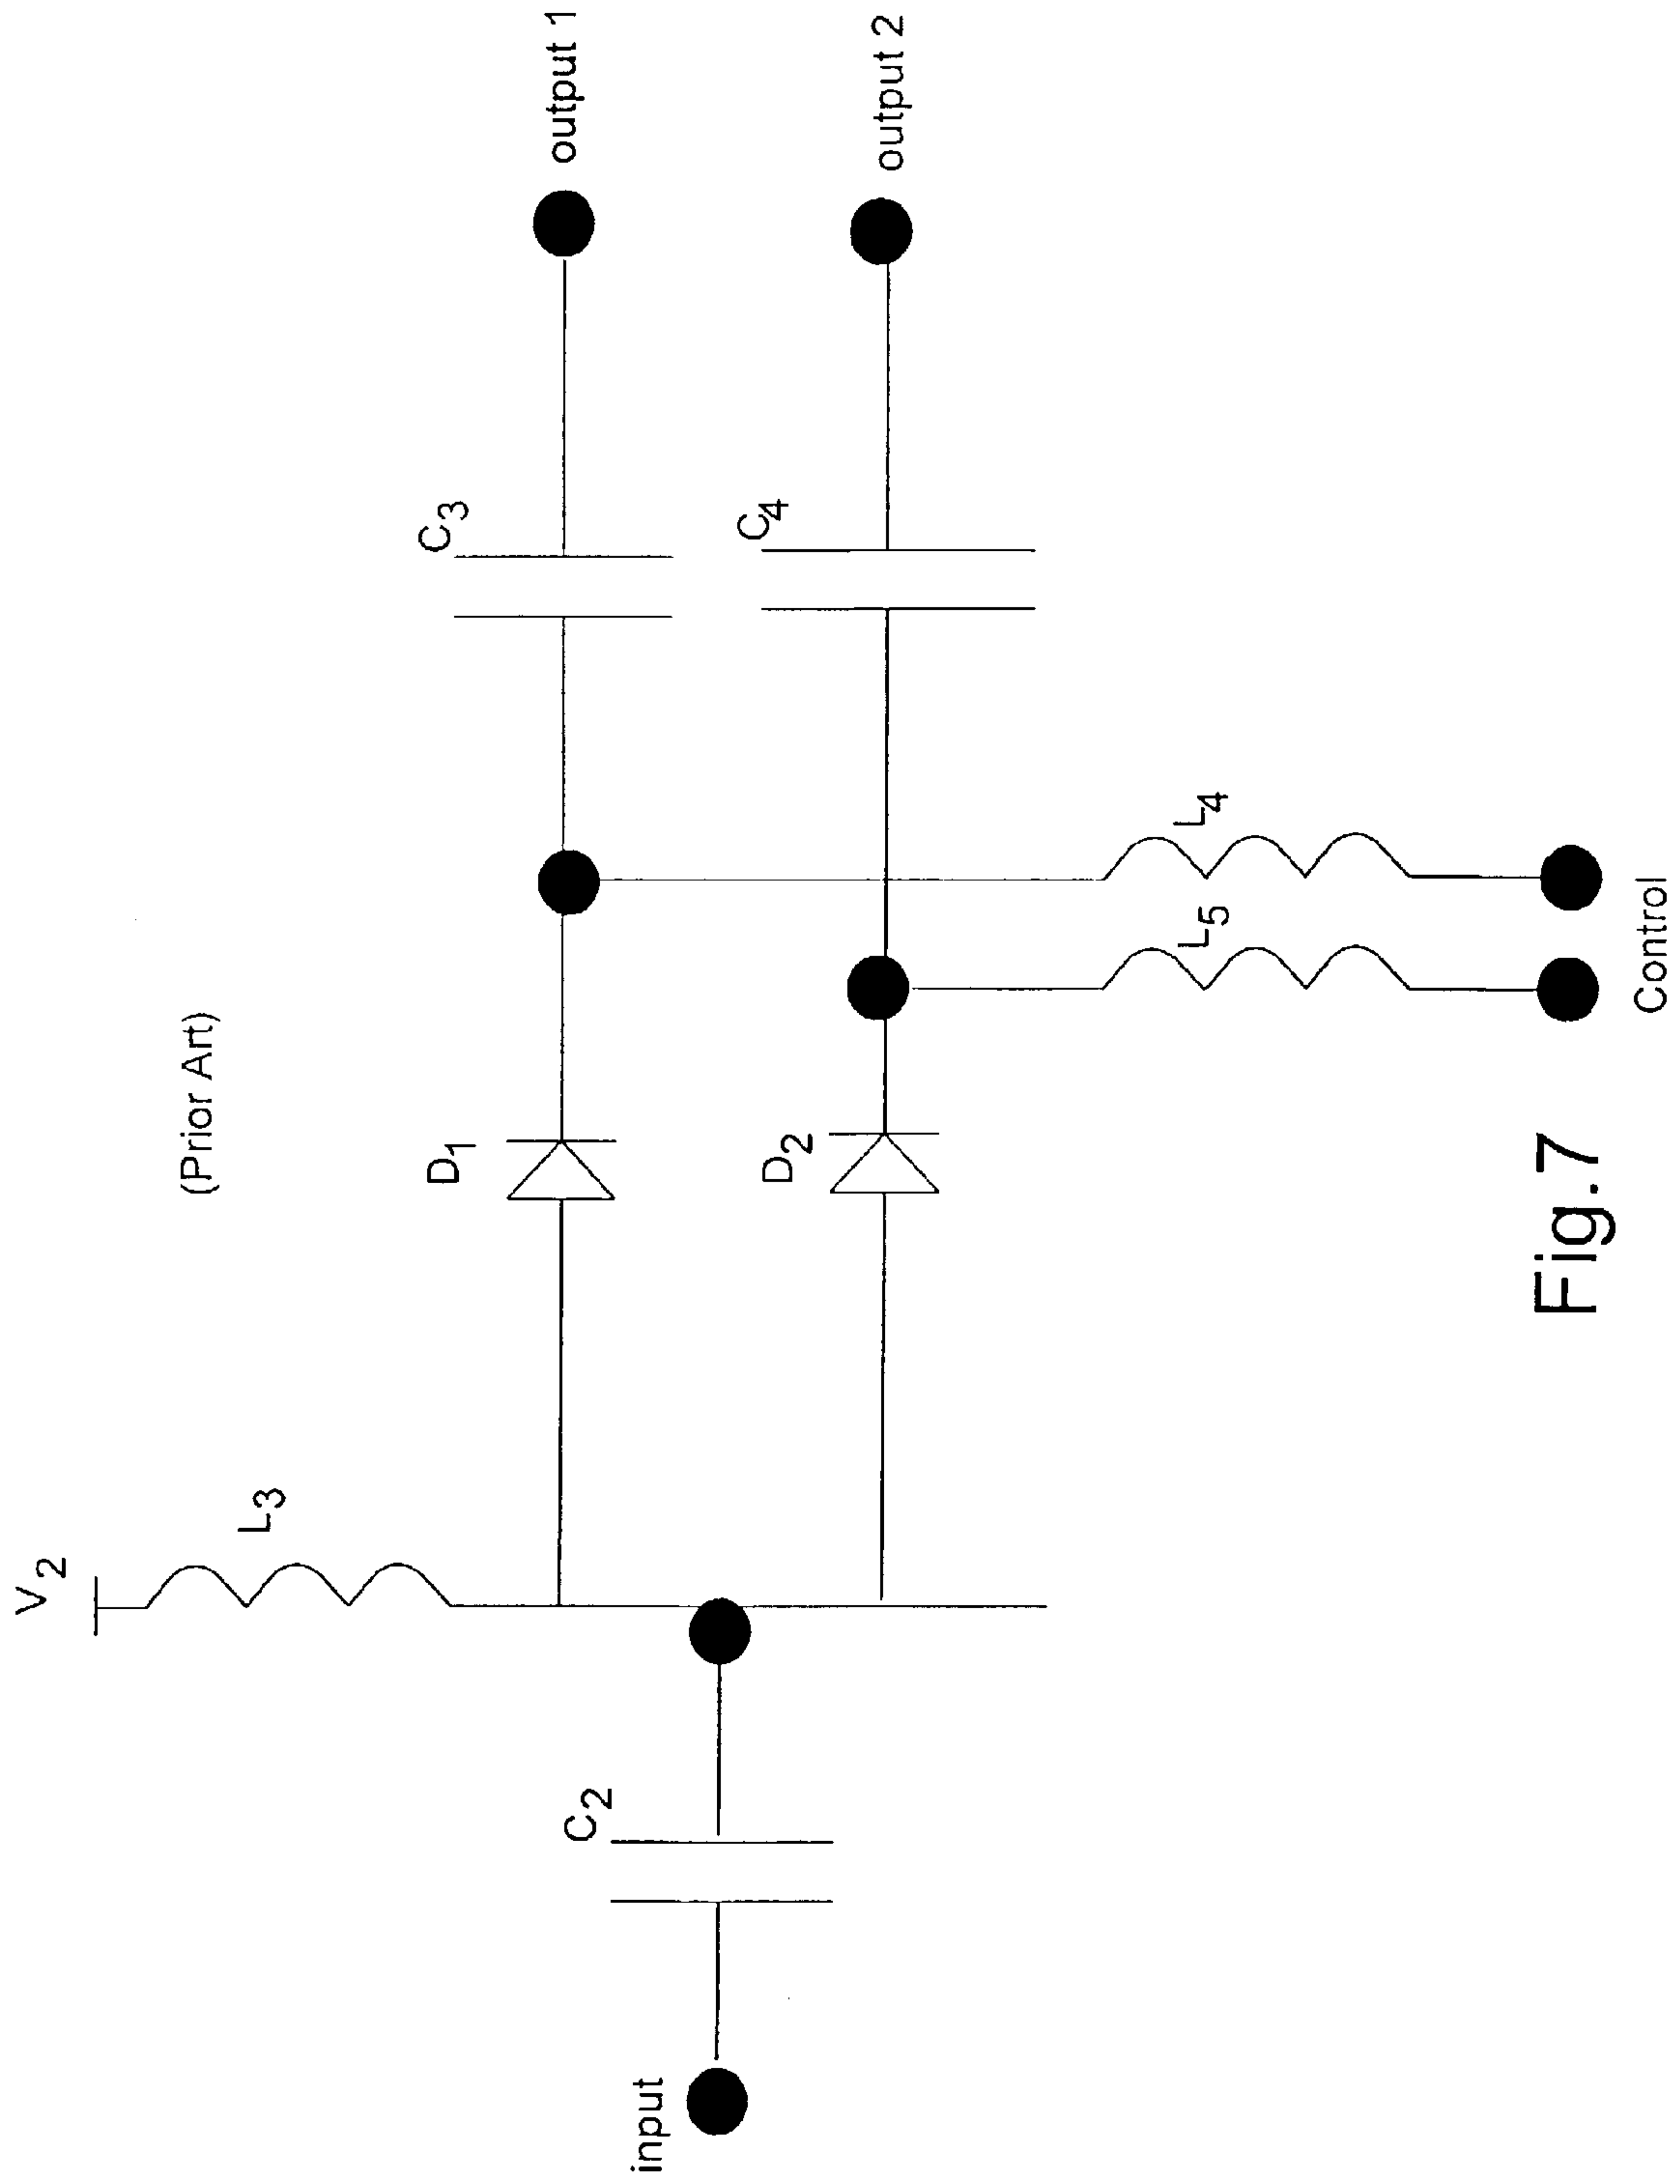 (Prior Art)
V2
L3
input
C2
D1
D2
C3
C4
output 1
output 2
L5
L4
Control
Fig.7